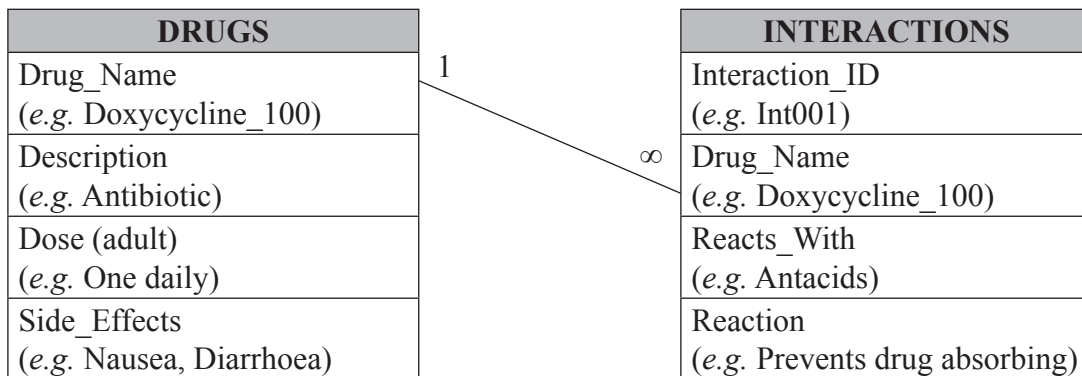 DRUGS
Drug_Name
(e.g. Doxycycline_100)
Description
(e.g. Antibiotic)
Dose (adult)
(e.g. One daily)
Side_Effects
(e.g. Nausea, Diarrhoea)
1
∞
INTERACTIONS
Interaction_ID
(e.g. Int001)
Drug_Name
(e.g. Doxycycline_100)
Reacts_With
(e.g. Antacids)
Reaction
(e.g. Prevents drug absorbing)